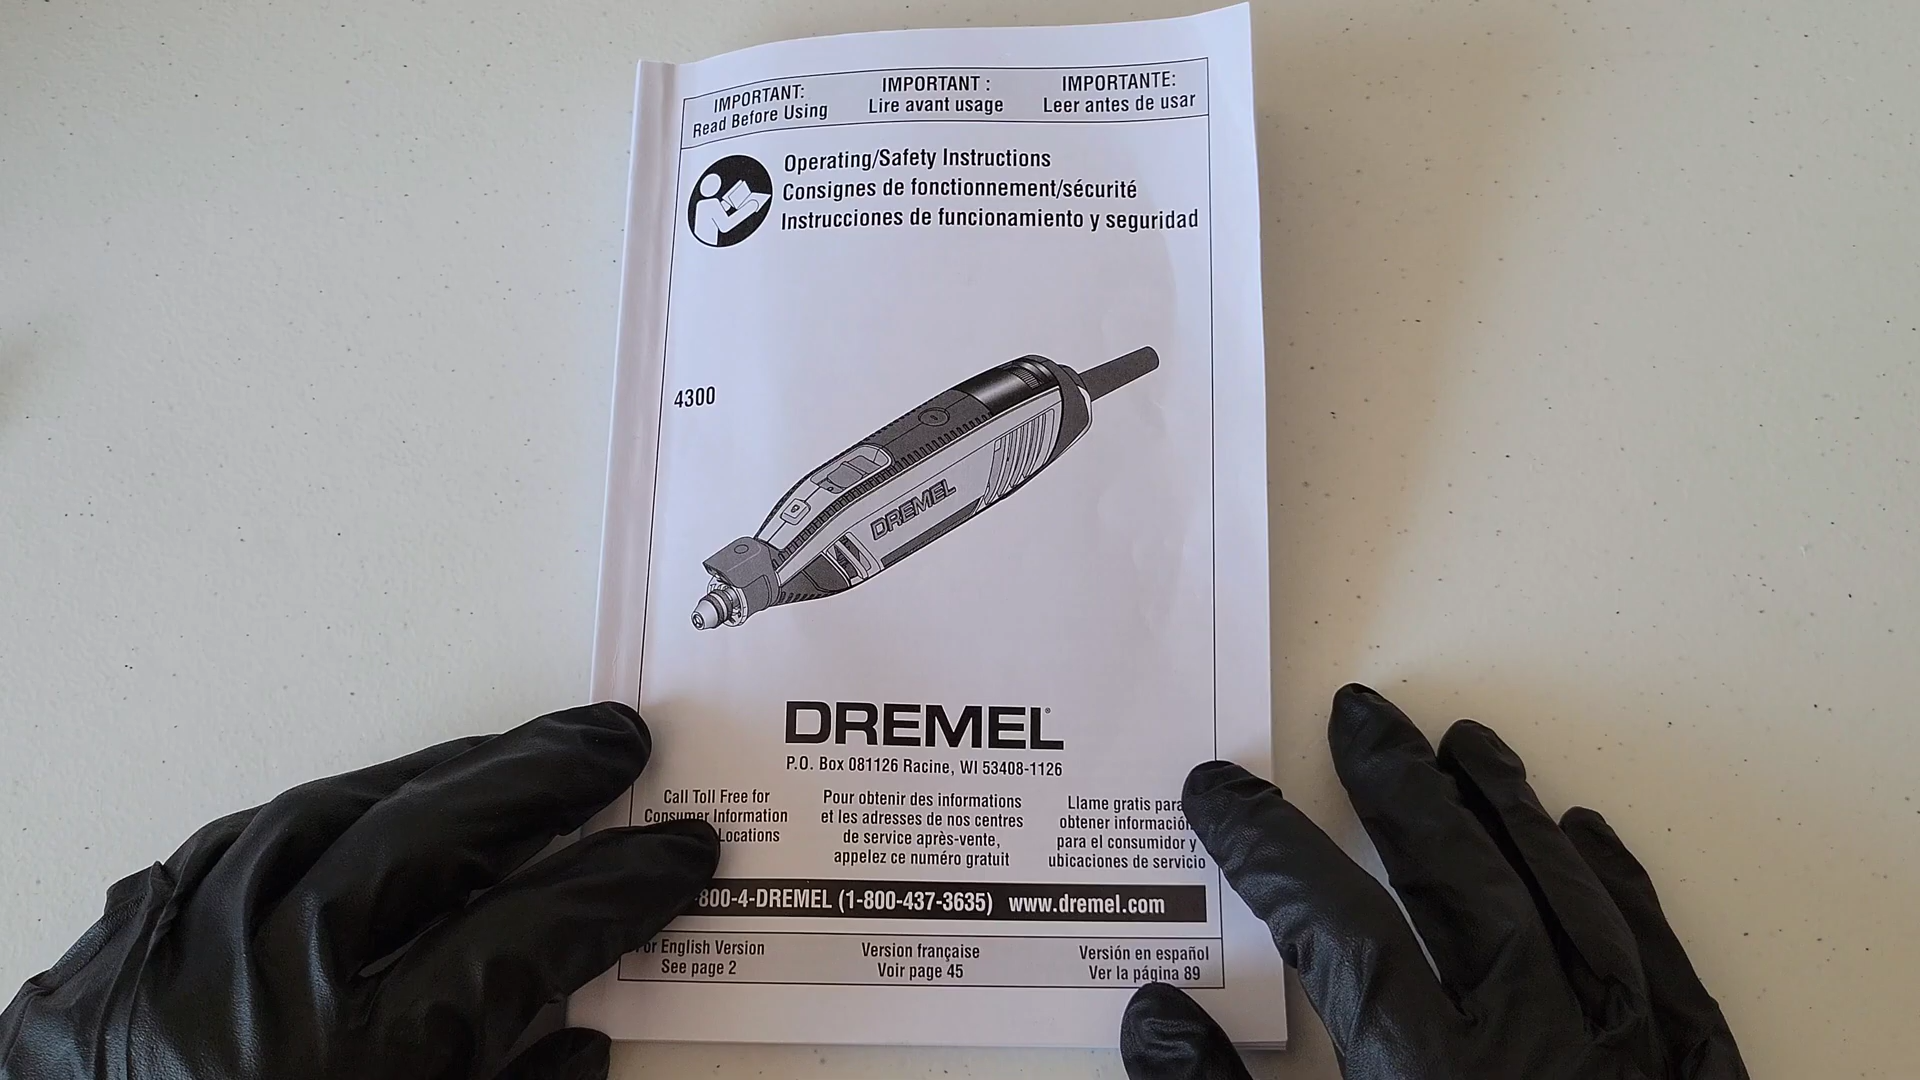 IMPORTANT:
Read Before Using
IMPORTANT :
Lire avant usage
IMPORTANTE:
Leer antes de usar
Operating/Safety Instructions
Consignes de fonctionnement/sécurité
Instrucciones de funcionamiento y seguridad
4300
DREMEL
DREMEL
P.O. Box 081126 Racine, WI 53408-1126
Call Toll Free for
Consumer Information
Locations
Pour obtenir des informations
et les adresses de nos centres
de service après-vente,
appelez ce numéro gratuit
Llame gratis para
obtener información
para el consumidor y
ubicaciones de servicio
-800-4-DREMEL (1-800-437-3635) www.dremel.com
For English Version
See page 2
Version française
Voir page 45
Versión en español
Ver la página 89